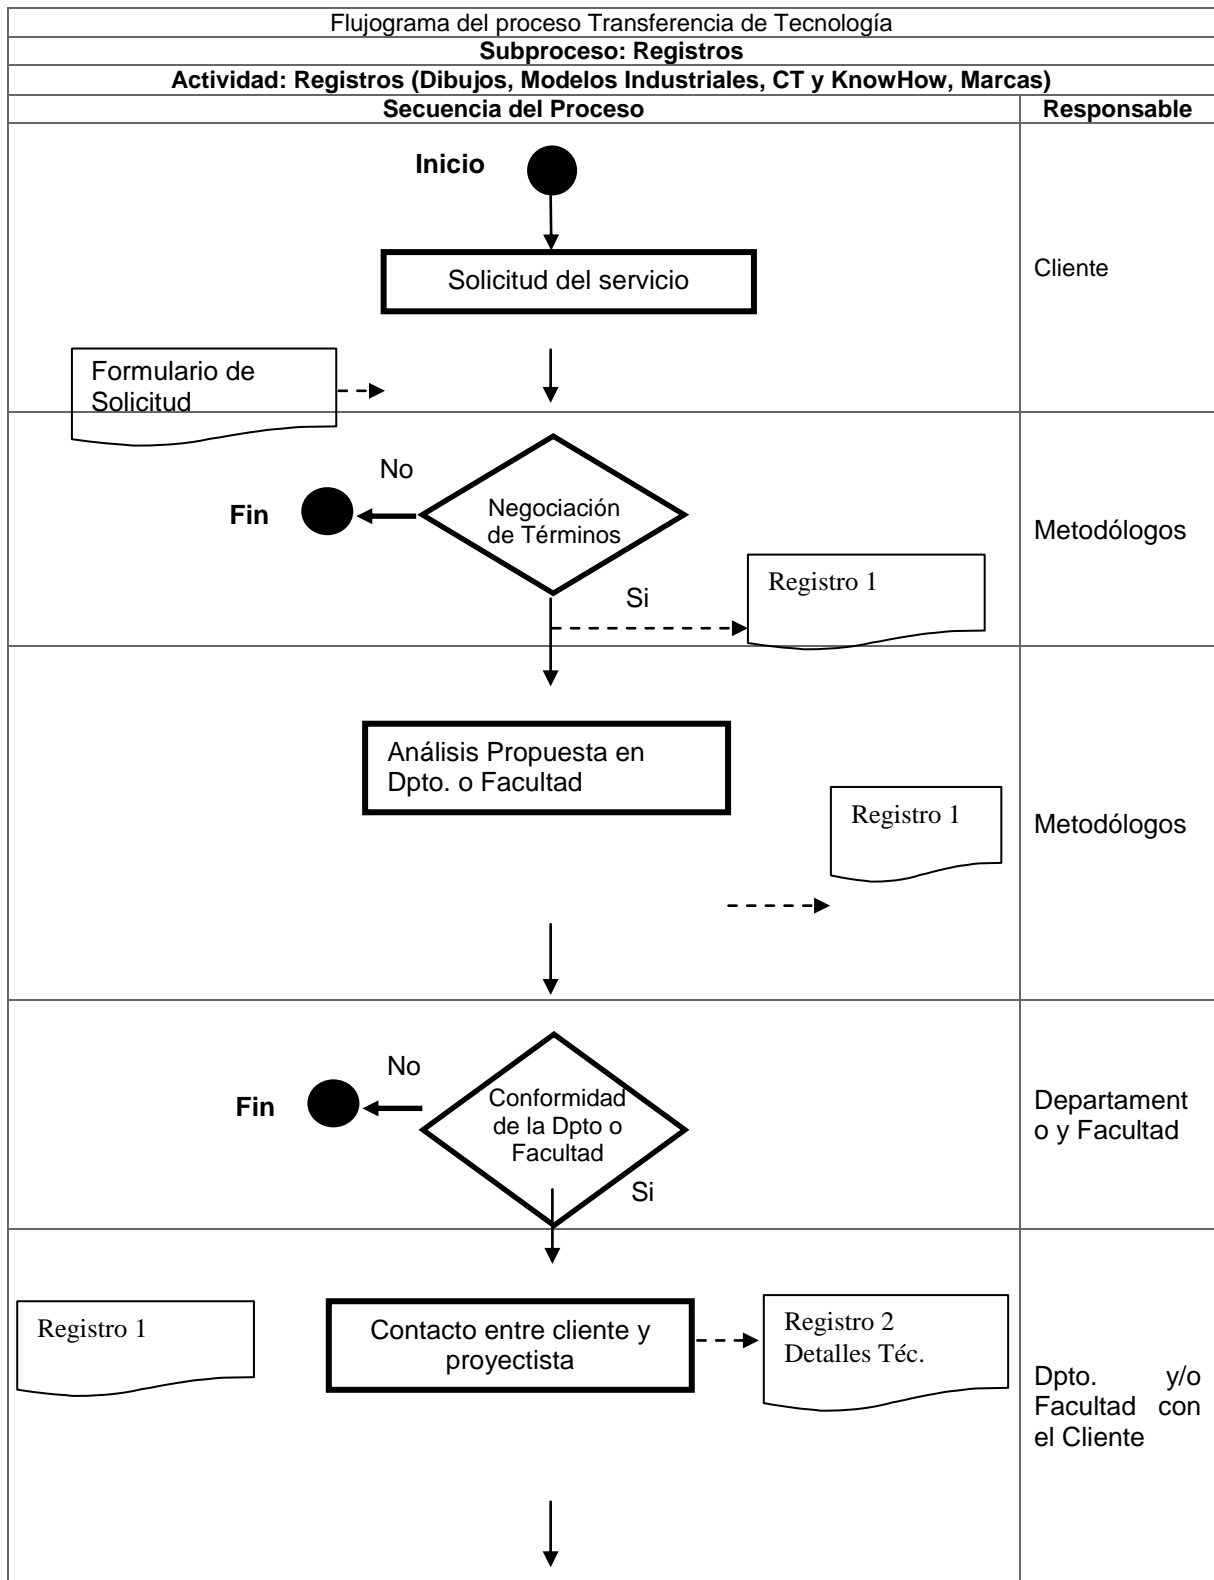 Flujograma del proceso Transferencia de Tecnología
Subproceso: Registros
Actividad: Registros (Dibujos, Modelos Industriales, CT y KnowHow, Marcas)
Secuencia del Proceso
Responsable
Inicio
Solicitud del servicio
Cliente
Formulario de
Solicitud
No
Fin
Negociación
de Términos
Metodólogos
Si
Registro 1
Análisis Propuesta en
Dpto. o Facultad
Registro 1
Metodólogos
No
Fin
Conformidad
de la Dpto o
Facultad
Si
Departament
o y Facultad
Registro 1
Contacto entre cliente y
proyectista
Registro 2
Detalles Téc.
Dpto. y/o
Facultad con
el Cliente